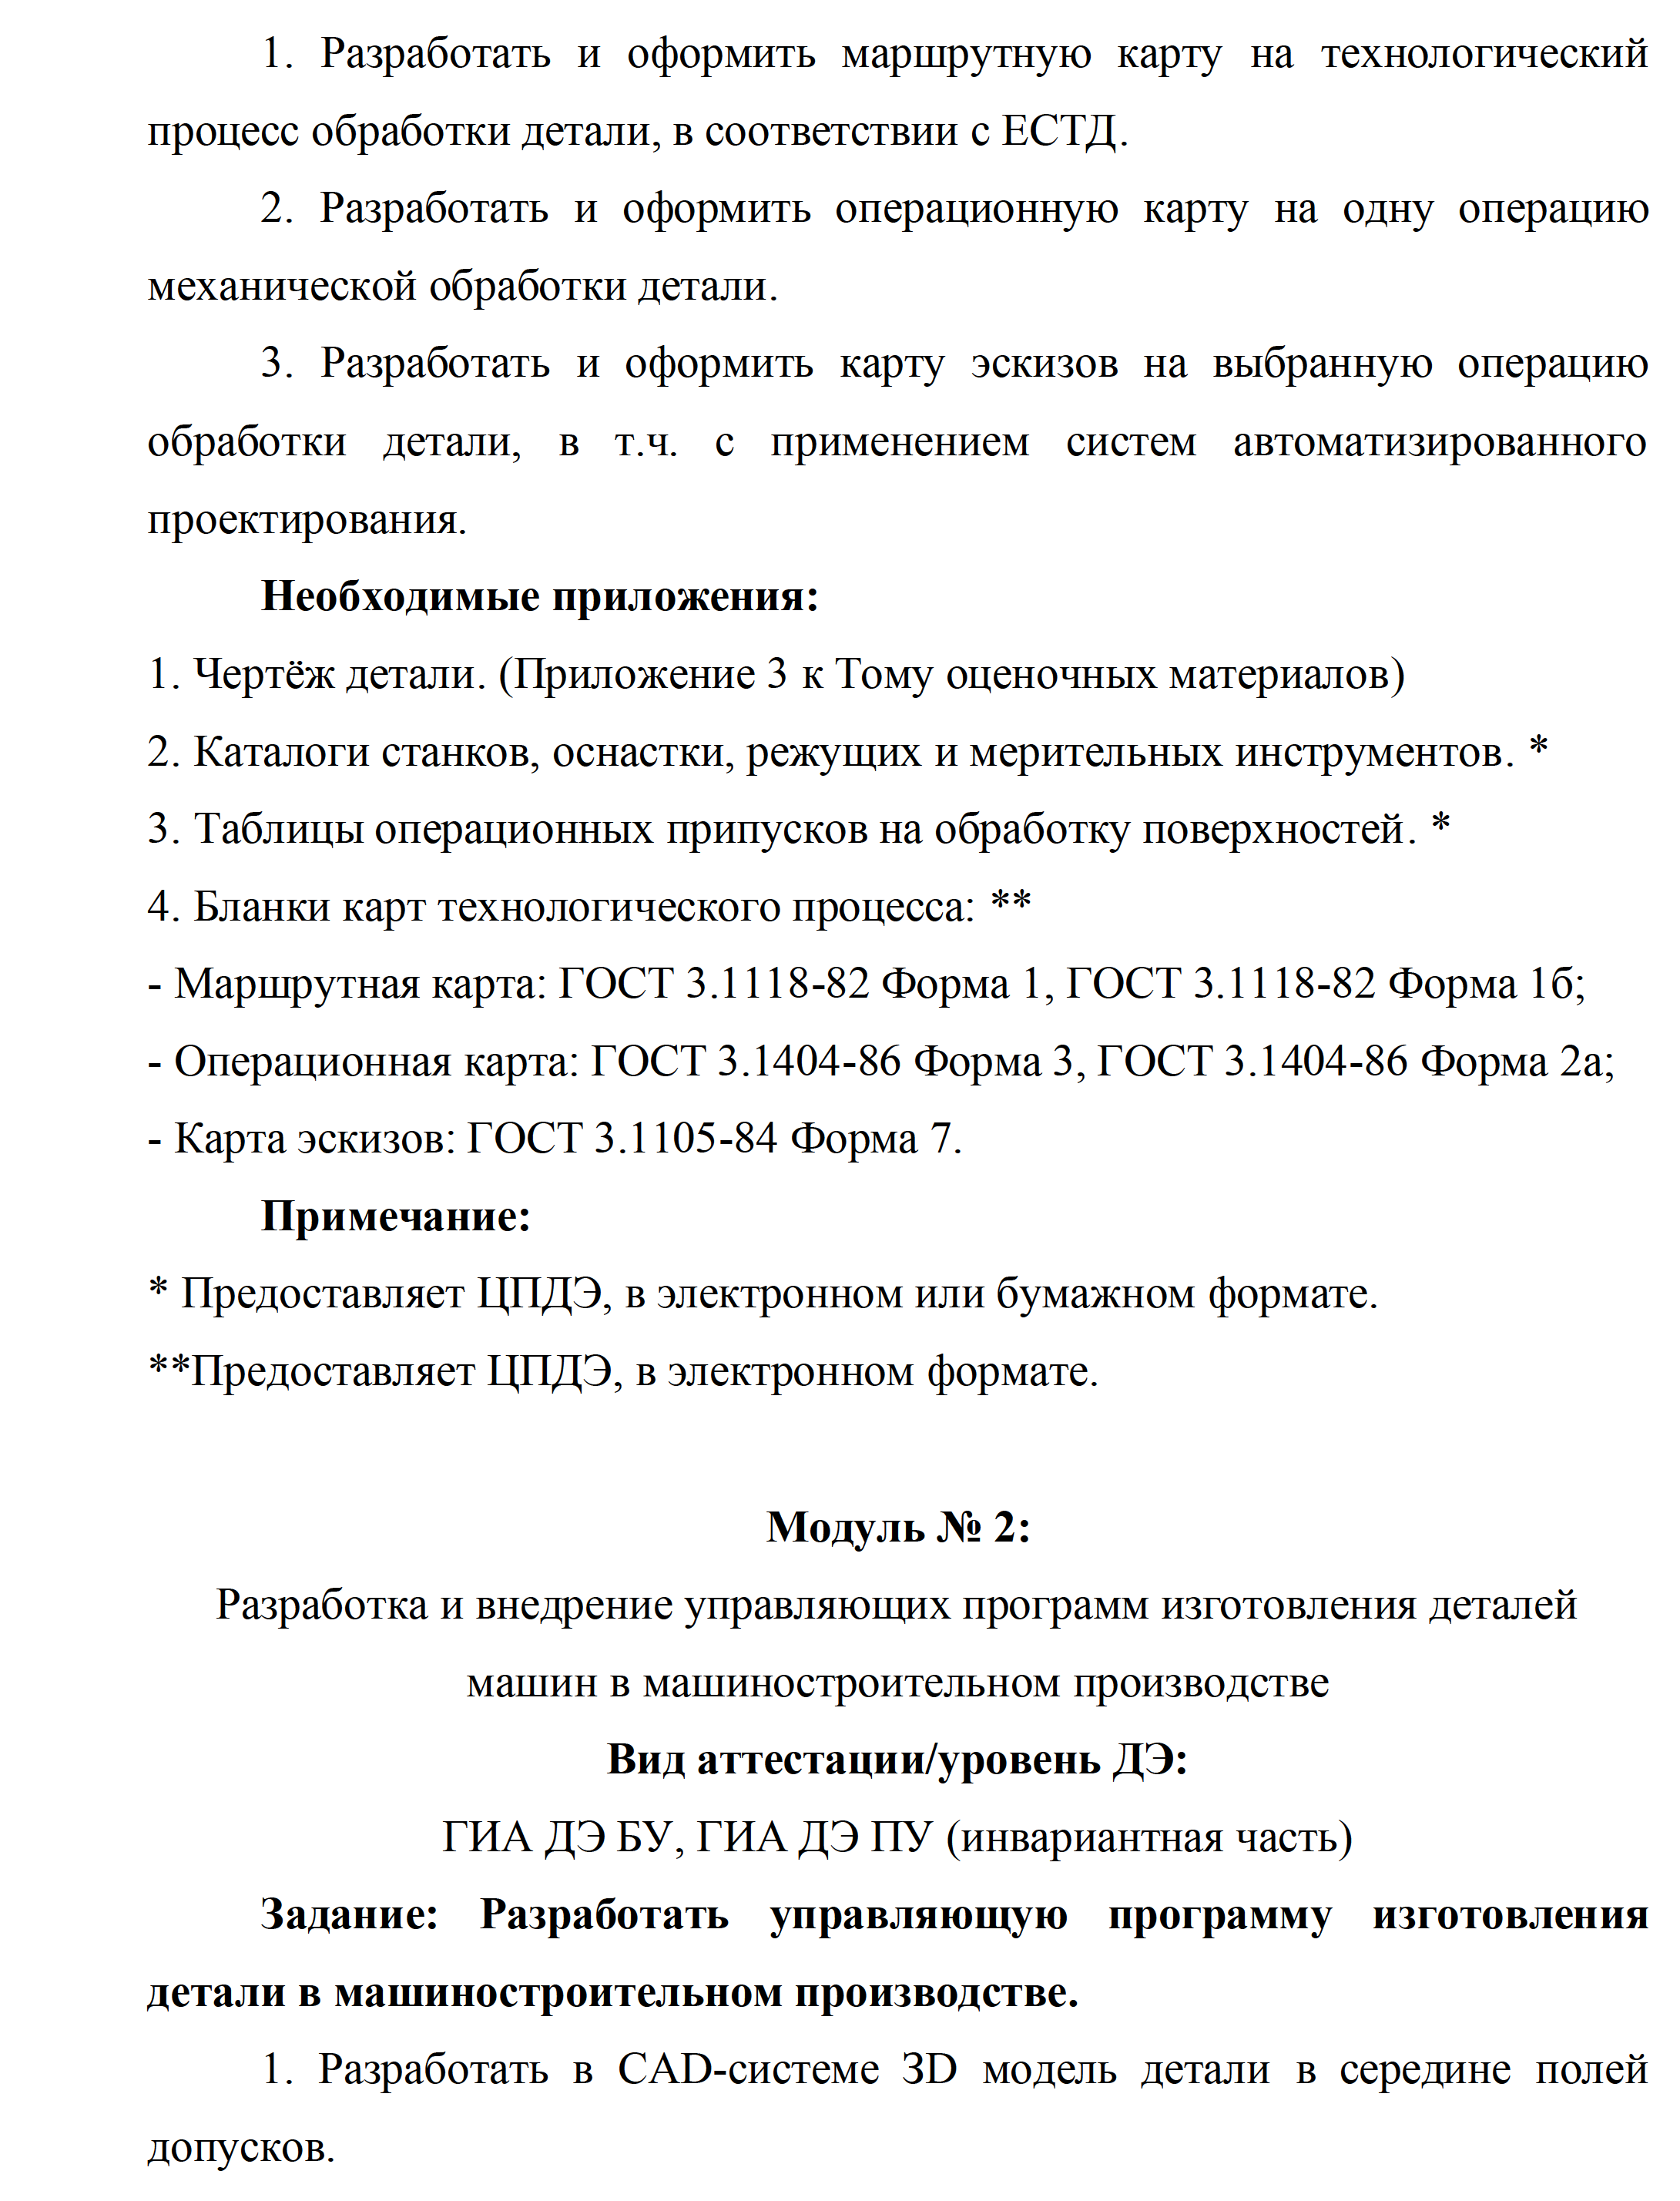 1. Разработать и оформить маршрутную карту на технологический
процесс обработки детали, в соответствии с ЕСТД.
2. Разработать и оформить операционную карту на одну операцию
механической обработки детали.
3. Разработать и оформить карту эскизов на выбранную операцию
обработки детали, в т.ч. с применением систем автоматизированного
проектирования.
Необходимые приложения:
1. Чертёж детали. (Приложение 3 к Тому оценочных материалов)
2. Каталоги станков, оснастки, режущих и мерительных инструментов. *
3. Таблицы операционных припусков на обработку поверхностей. *
4. Бланки карт технологического процесса: **
- Маршрутная карта: ГОСТ 3.1118-82 Форма 1, ГОСТ 3.1118-82 Форма 1б;
- Операционная карта: ГОСТ 3.1404-86 Форма 3, ГОСТ 3.1404-86 Форма 2а;
- Карта эскизов: ГОСТ 3.1105-84 Форма 7.
Примечание:
* Предоставляет ЦПДЭ, в электронном или бумажном формате.
**Предоставляет ЦПДЭ, в электронном формате.
Модуль № 2:
Разработка и внедрение управляющих программ изготовления деталей
машин в машиностроительном производстве
Вид аттестации/уровень ДЭ:
ГИА ДЭ БУ, ГИА ДЭ ПУ (инвариантная часть)
Задание: Разработать управляющую программу изготовления
детали в машиностроительном производстве.
1. Разработать в CAD-системе 3D модель детали в середине полей
допусков.